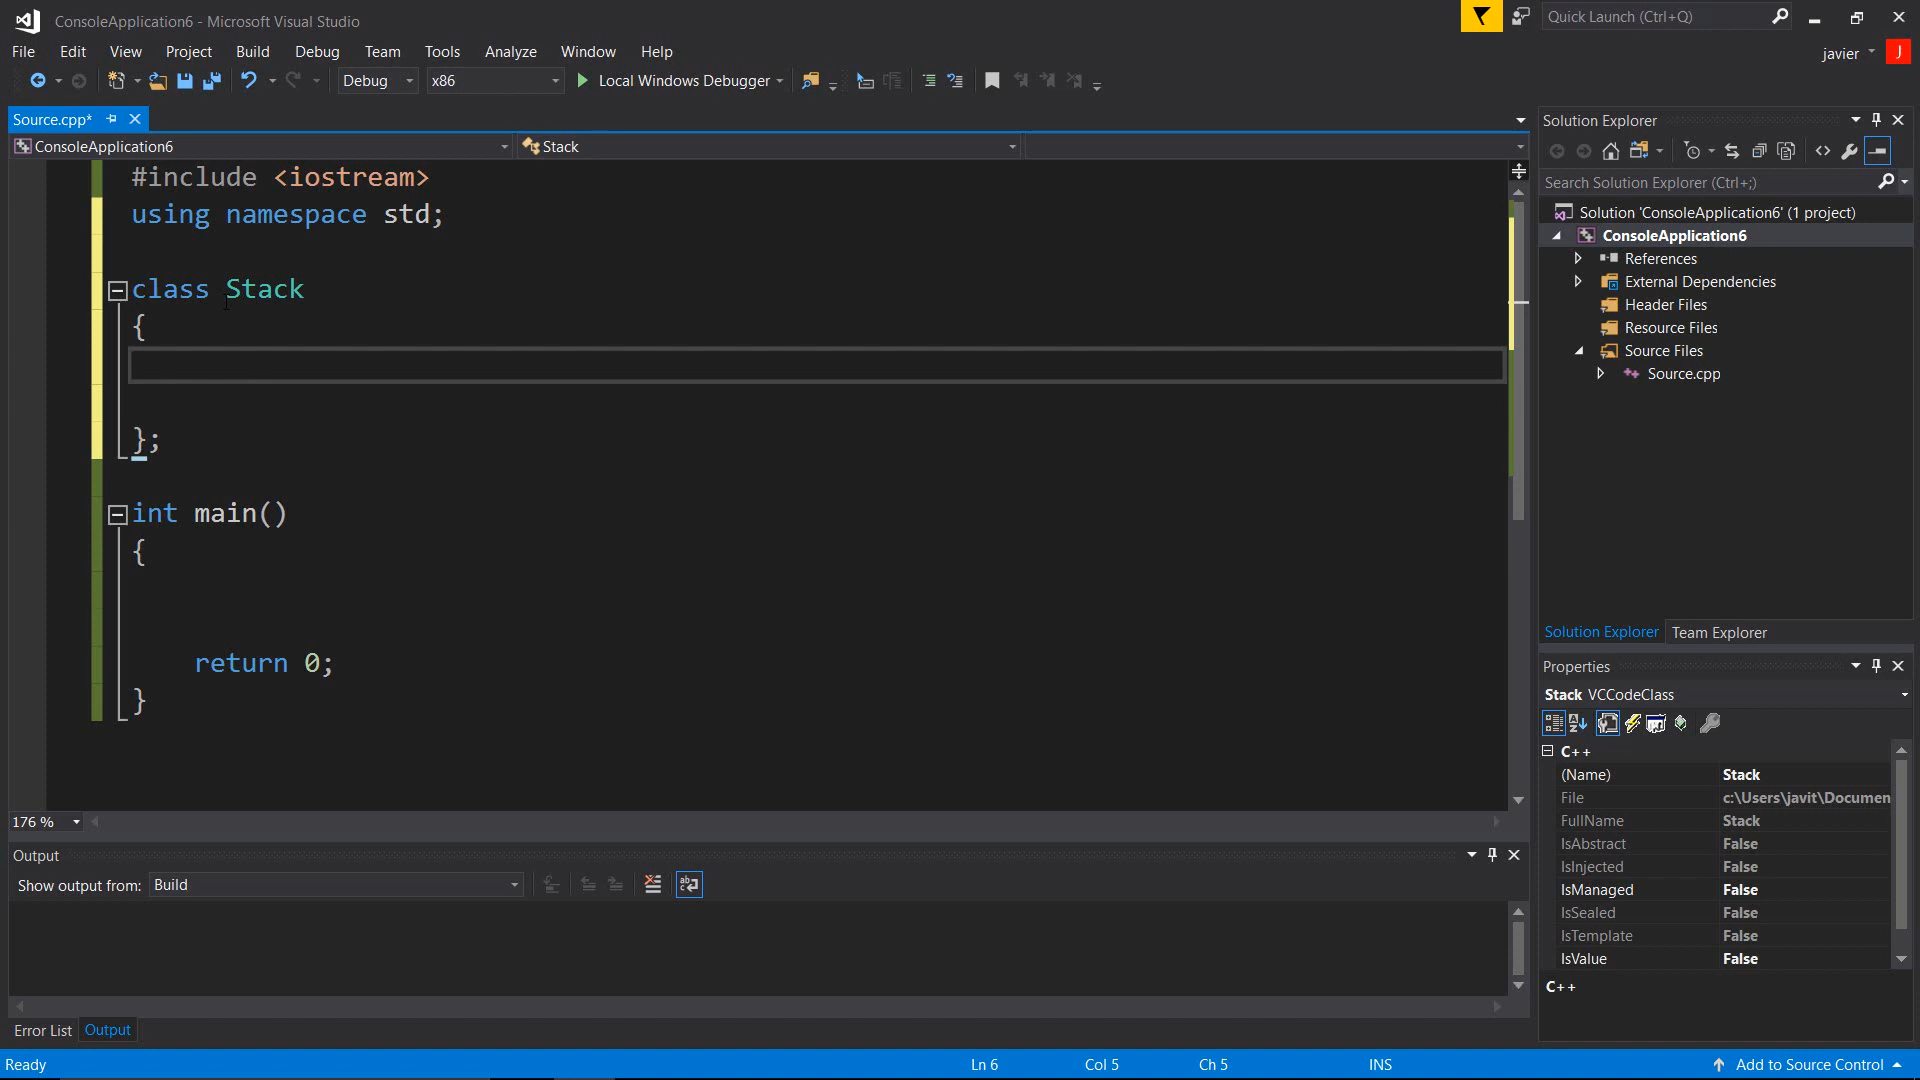 ConsoleApplication6 - Microsoft Visual Studio
Quick Launch (Ctrl+Q)
File Edit View Project Build Debug Team Tools Analyze Window Help
javier J
Debug x86 Local Windows Debugger
Source.cpp*
ConsoleApplication6 Stack
#include <iostream>
using namespace std;
class Stack
{
};
int main()
{
return 0;
}
176 %
Output
Show output from: Build
Error List Output
Solution Explorer
Search Solution Explorer (Ctrl+;)
Solution 'ConsoleApplication6' (1 project)
ConsoleApplication6
References
External Dependencies
Header Files
Resource Files
Source Files
Source.cpp
Solution Explorer Team Explorer
Properties
Stack VCCodeClass
C++
(Name) Stack
File c:\Users\javit\Documen
FullName Stack
IsAbstract False
IsInjected False
IsManaged False
IsSealed False
IsTemplate False
IsValue False
C++
Ready Ln 6 Col 5 Ch 5 INS Add to Source Control